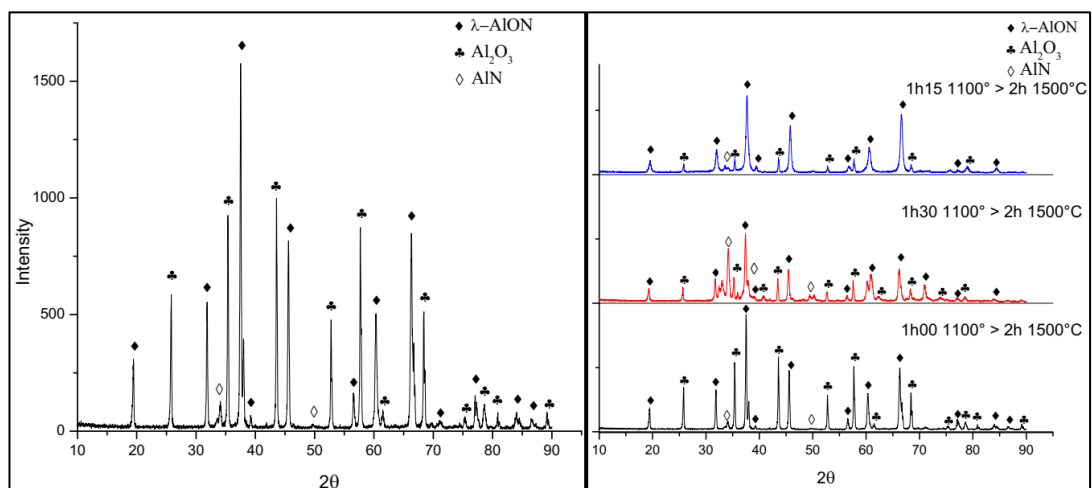 λ−AlON
Al₂O₃
AlN
1500
1000
500
0
Intensity
10 20 30 40 50 60 70 80 90
2θ
λ−AlON
Al₂O₃
AlN
1h15 1100° > 2h 1500°C
1h30 1100° > 2h 1500°C
1h00 1100° > 2h 1500°C
10 20 30 40 50 60 70 80 90
2θ